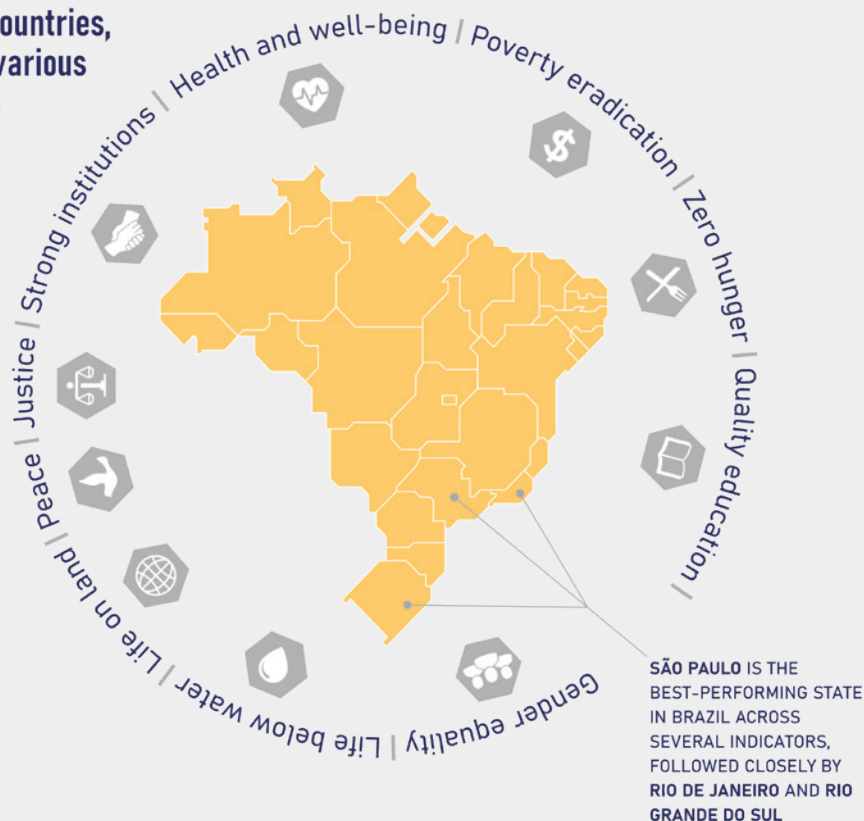 ountries,
various
Health and well-being | Poverty eradication | Zero hunger | Quality education |
Gender equality | Life below water | Life on land | Peace | Justice | Strong institutions |
SÃO PAULO IS THE
BEST-PERFORMING STATE
IN BRAZIL ACROSS
SEVERAL INDICATORS,
FOLLOWED CLOSELY BY
RIO DE JANEIRO AND RIO
GRANDE DO SUL